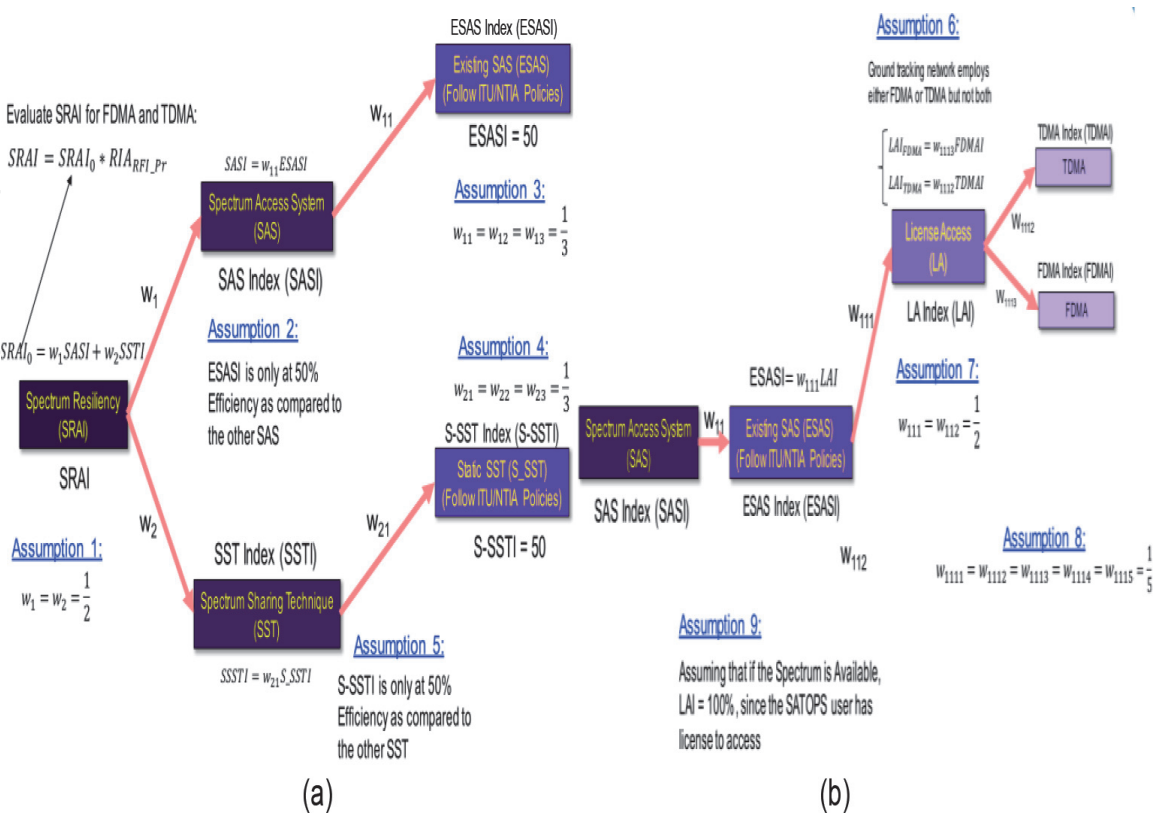 Evaluate SRAI for FDMA and TDMA:
SRAI = SRAI₀ * RIA_{RFI_Pr}
SRAI₀ = w₁SASI + w₂SSTI
Spectrum Resiliency
(SRAI)
SRAI
Assumption 1:
w₁ = w₂ = 1/2
W₁
W₂
SASI = w₁₁ESASI
Spectrum Access System
(SAS)
SAS Index (SASI)
Assumption 2:
ESASI is only at 50%
Efficiency as compared to
the other SAS
SST Index (SSTI)
Spectrum Sharing Technique
(SST)
SSSTI = w₂₁S_SSTI
W₁₁
W₂₁
ESAS Index (ESASI)
Existing SAS (ESAS)
(Follow ITU/NTIA Policies)
ESASI = 50
Assumption 3:
w₁₁ = w₁₂ = w₁₃ = 1/3
Assumption 4:
w₂₁ = w₂₂ = w₂₃ = 1/3
S-SST Index (S-SSTI)
Static SST (S_SST)
(Follow ITU/NTIA Policies)
S-SSTI = 50
Assumption 5:
S-SSTI is only at 50%
Efficiency as compared to
the other SST
(a)
Spectrum Access System
(SAS)
SAS Index (SASI)
W₁₁
ESASI = w₁₁₁LAI
Existing SAS (ESAS)
(Follow ITU/NTIA Policies)
ESAS Index (ESASI)
W₁₁₁
W₁₁₂
Assumption 6:
Ground tracking network employs
either FDMA or TDMA but not both
LAI_{FDMA} = w₁₁₁₃FDMAI
LAI_{TDMA} = w₁₁₁₂TDMAI
License Access
(LA)
LA Index (LAI)
W₁₁₁₂
W₁₁₁₃
TDMA Index (TDMAI)
TDMA
FDMA Index (FDMAI)
FDMA
Assumption 7:
w₁₁₁ = w₁₁₂ = 1/2
Assumption 8:
w₁₁₁₁ = w₁₁₁₂ = w₁₁₁₃ = w₁₁₁₄ = w₁₁₁₅ = 1/5
Assumption 9:
Assuming that if the Spectrum is Available,
LAI = 100%, since the SATOPS user has
license to access
(b)